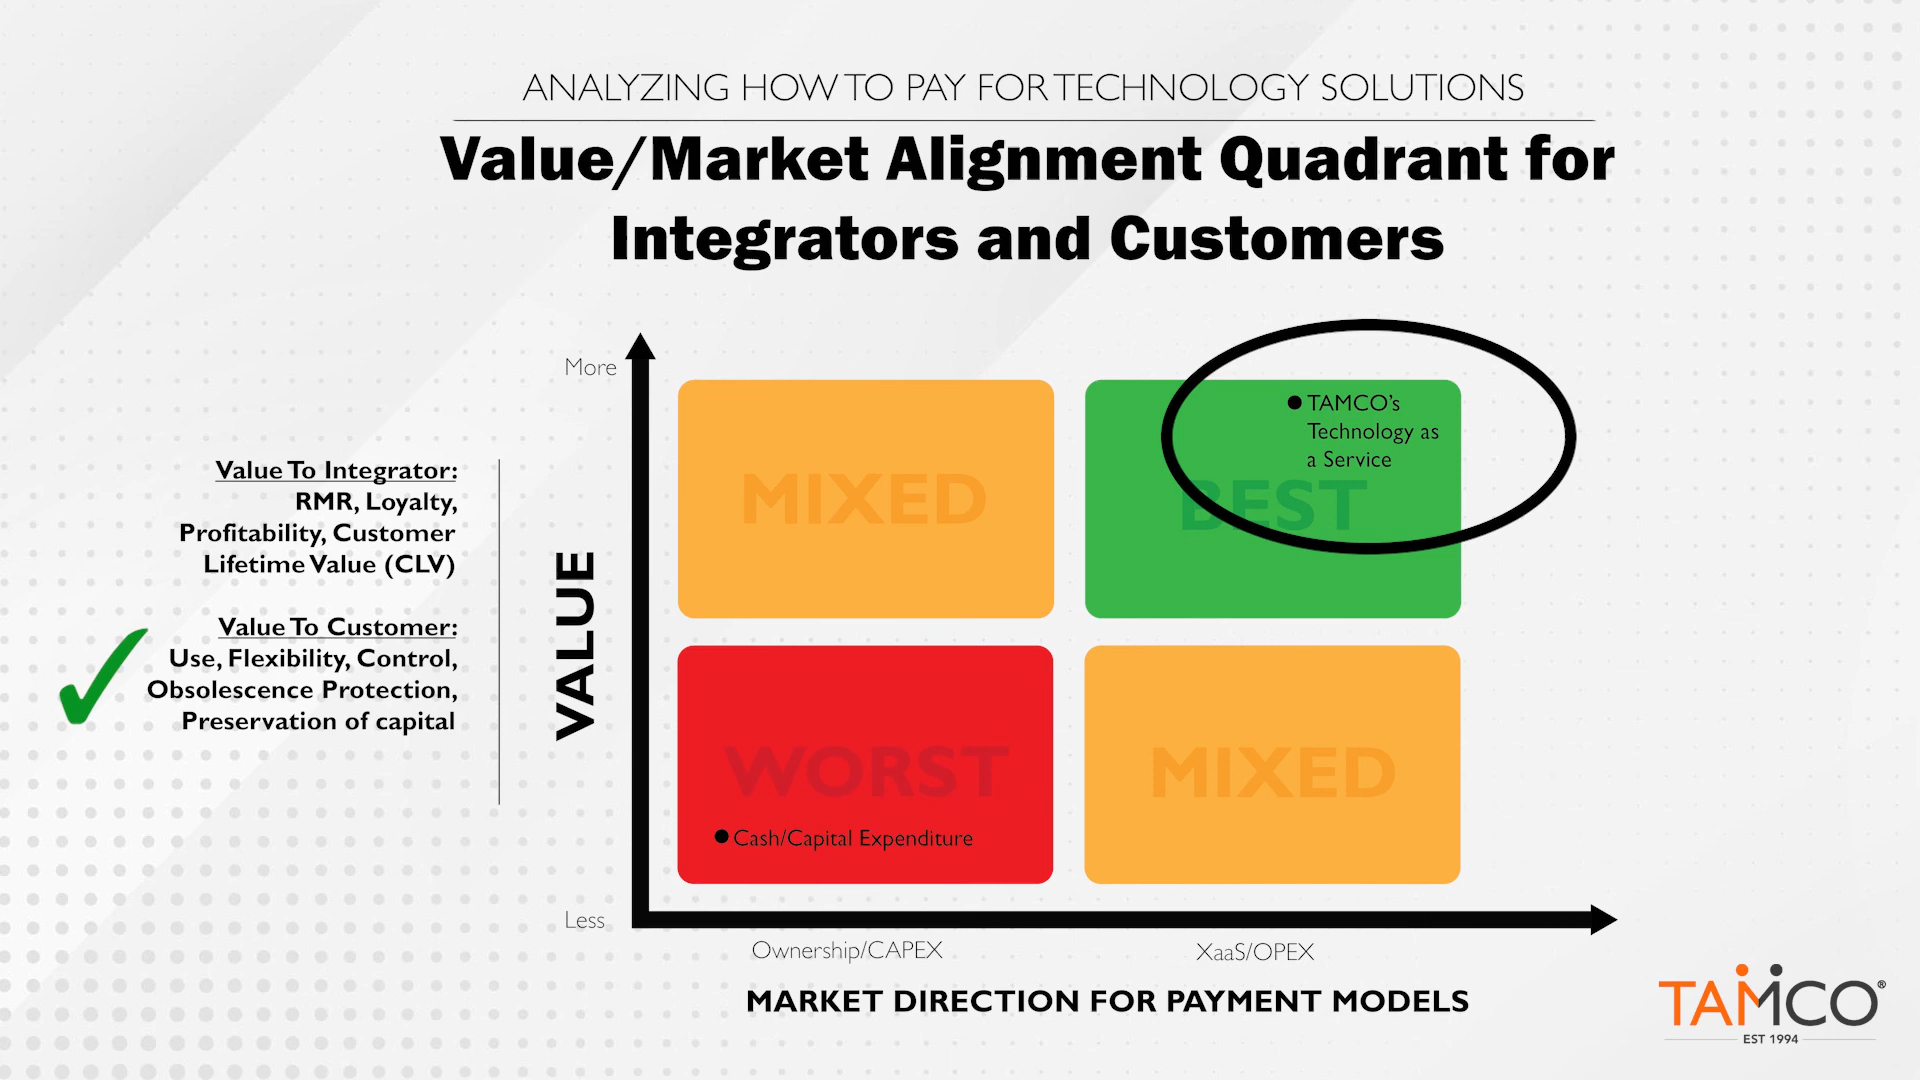 ANALYZING HOW TO PAY FOR TECHNOLOGY SOLUTIONS
Value/Market Alignment Quadrant for
Integrators and Customers
More
MIXED
TAMCO's
Technology as
a Service
BEST
Value To Integrator:
RMR, Loyalty,
Profitability, Customer
Lifetime Value (CLV)
Value To Customer:
Use, Flexibility, Control,
Obsolescence Protection,
Preservation of capital
VALUE
WORST
Cash/Capital Expenditure
MIXED
Less
Ownership/CAPEX
XaaS/OPEX
MARKET DIRECTION FOR PAYMENT MODELS
TAMCO®
EST 1994